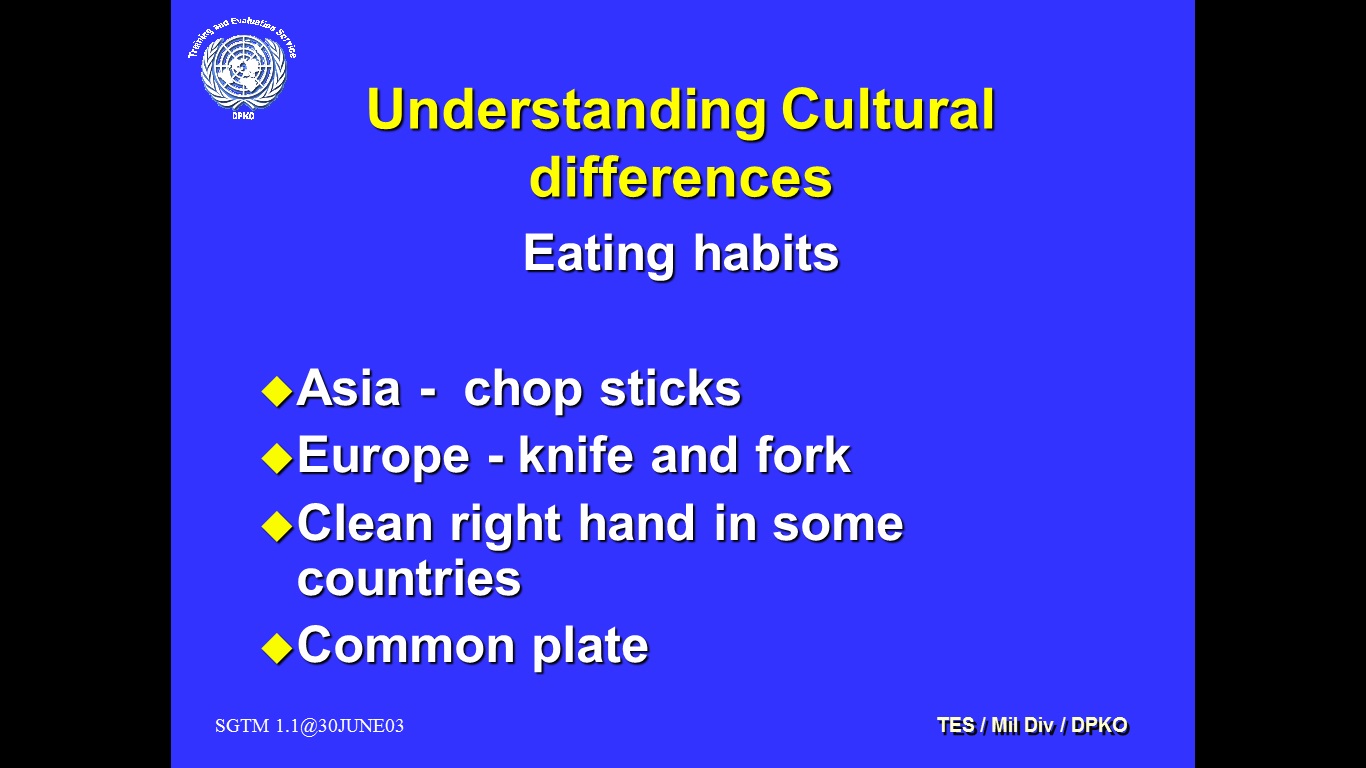 Training and Evaluation Service
DPKO
Understanding Cultural
differences
Eating habits
Asia -  chop sticks
Europe - knife and fork
Clean right hand in some
countries
Common plate
SGTM 1.1@30JUNE03
TES / Mil Div / DPKO